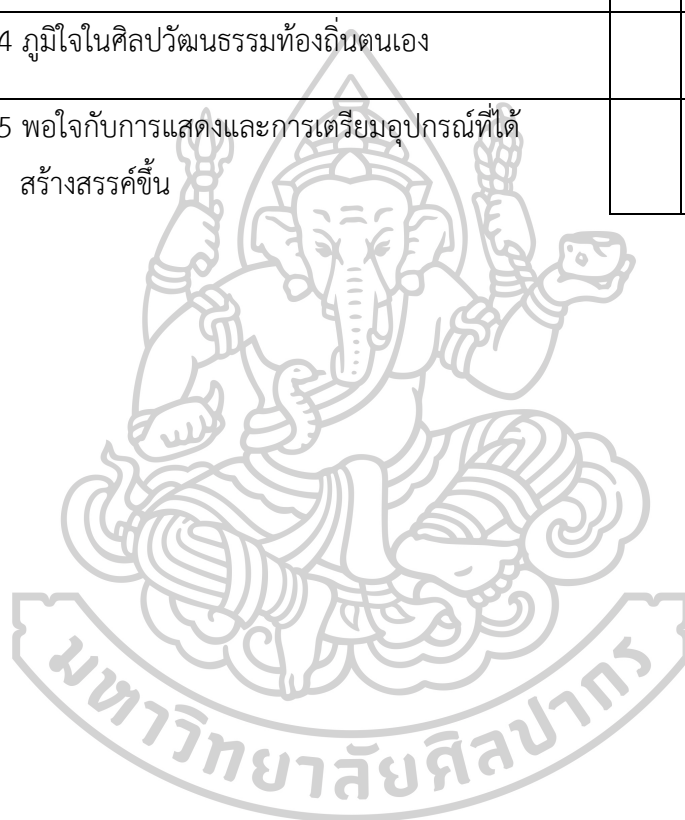 4 ภูมิใจในศิลปวัฒนธรรมท้องถิ่นตนเอง
5 พอใจกับการแสดงและการเตรียมอุปกรณ์ที่ได้
สร้างสรรค์ขึ้น
มหาวิทยาลัยศิลปากร